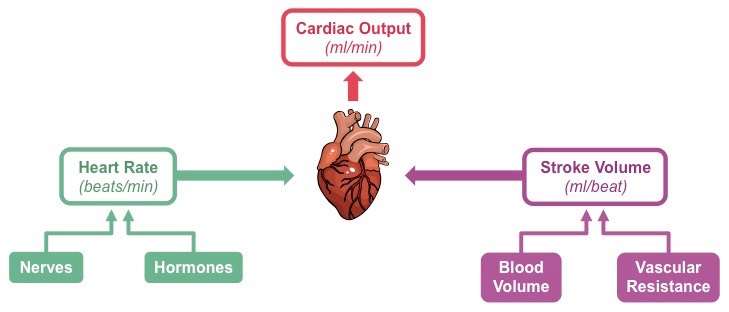 Cardiac Output
(ml/min)
Heart Rate
(beats/min)
Stroke Volume
(ml/beat)
Nerves
Hormones
Blood
Volume
Vascular
Resistance